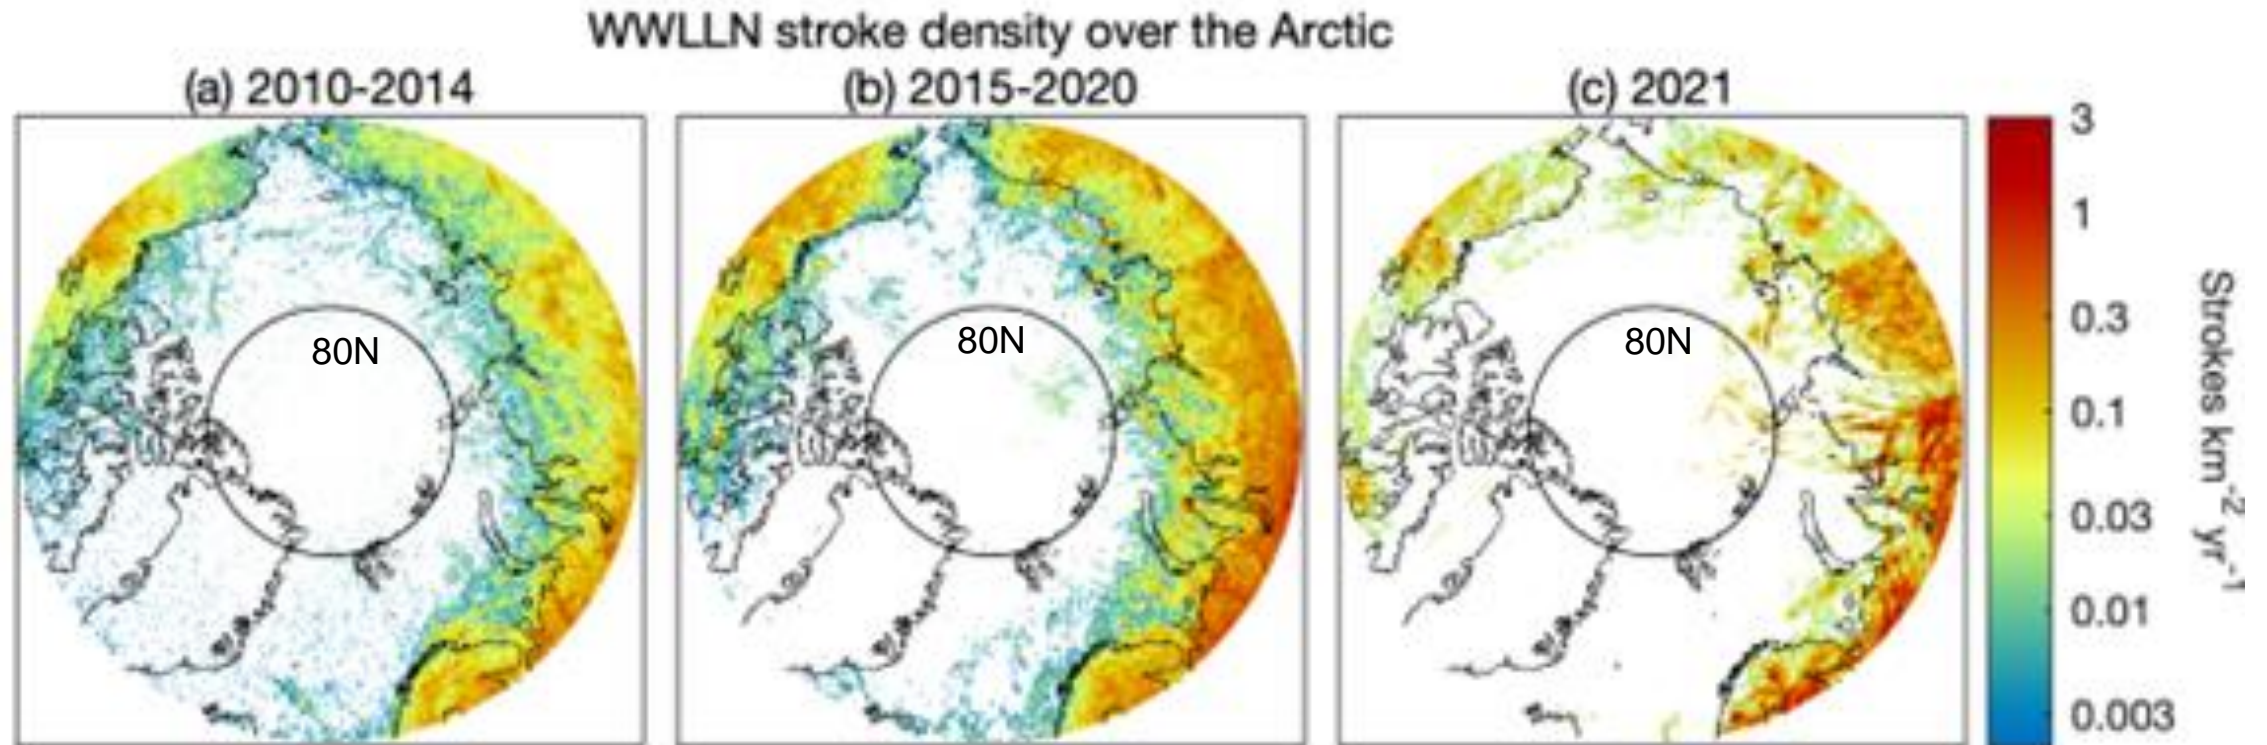 WWLLN stroke density over the Arctic
(a) 2010-2014
(b) 2015-2020
(c) 2021
80N
80N
80N
3
1
0.3
0.1
0.03
0.01
0.003
Strokes km⁻² yr⁻¹